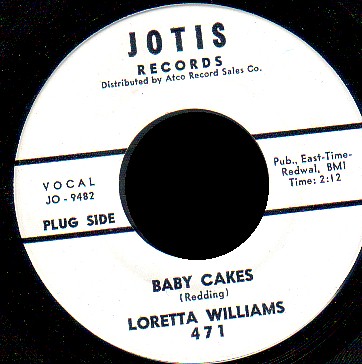 JOTIS
RECORDS
Distributed by Atco Record Sales Co.
VOCAL
JO - 9482
PLUG SIDE
Pub., East-Time-
Redwal, BMI
Time: 2:12
BABY CAKES
(Redding)
LORETTA WILLIAMS
471